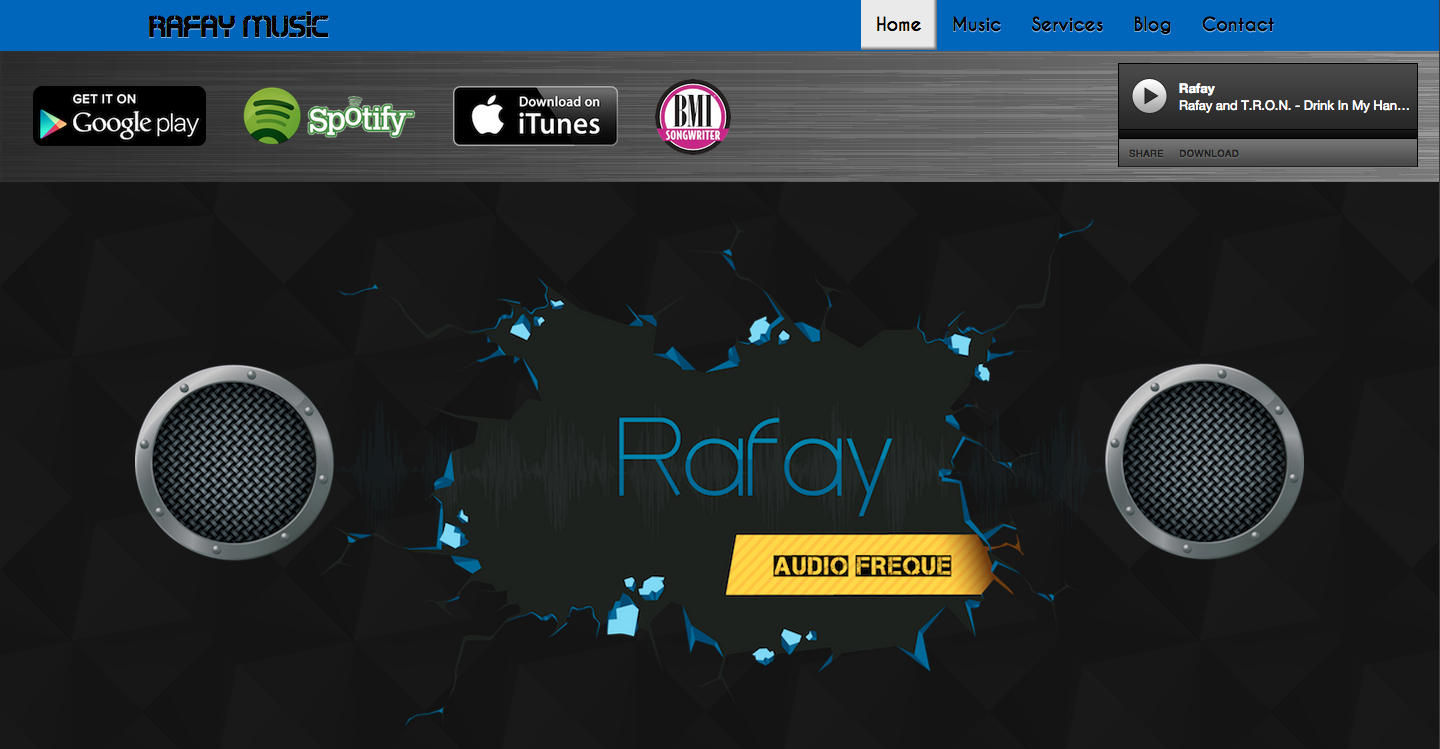 RAFAY MUSIC
Home Music Services Blog Contact
GET IT ON
Google play
Spotify
Download on
iTunes
BMI
SONGWRITER
Rafay
Rafay and T.R.O.N. - Drink In My Han...
SHARE DOWNLOAD
Rafay
AUDIO FREQUE